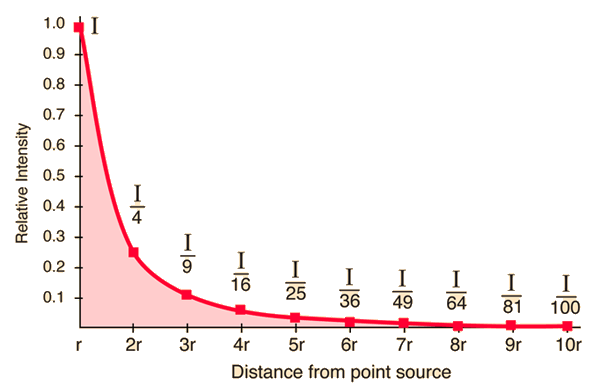 1.0
0.9
0.8
0.7
0.6
0.5
0.4
0.3
0.2
0.1
Relative Intensity
I
I
4
I
9
I
16
I
25
I
36
I
49
I
64
I
81
I
100
r 2r 3r 4r 5r 6r 7r 8r 9r 10r
Distance from point source